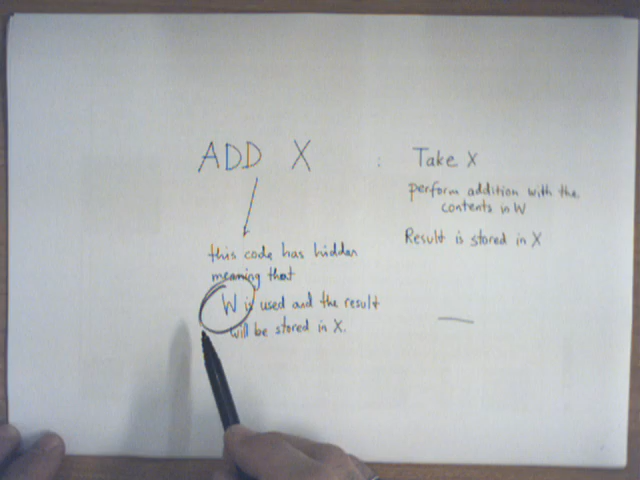 ADD X : Take X
perform addition with the
contents in W
Result is stored in X
this code has hidden
meaning that
W is used and the result
will be stored in X.